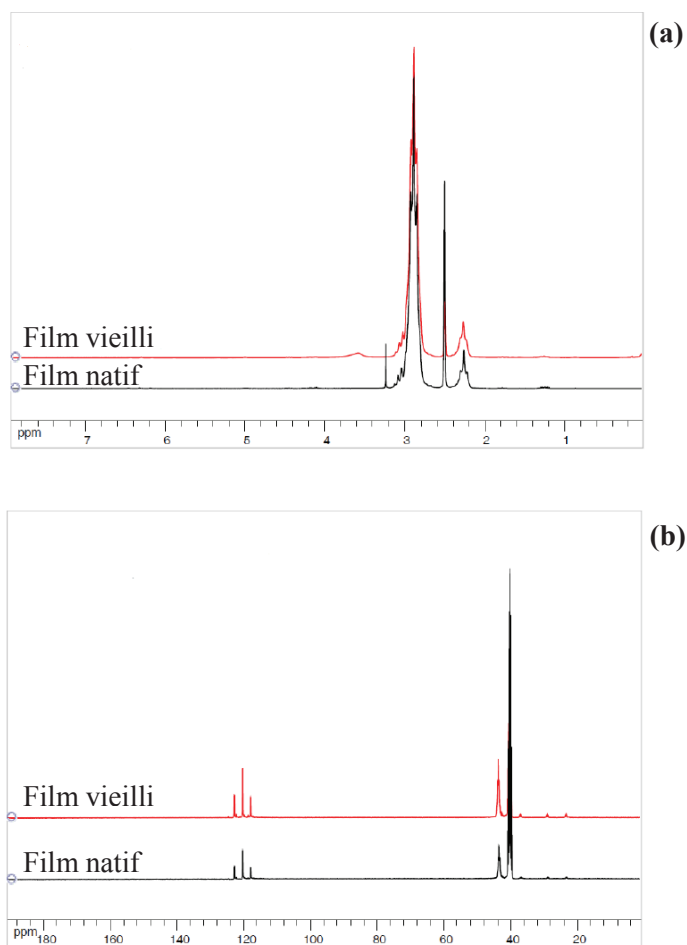 (a)
Film vieilli
Film natif
ppm 7 6 5 4 3 2 1
(b)
Film vieilli
Film natif
ppm 180 160 140 120 100 80 60 40 20